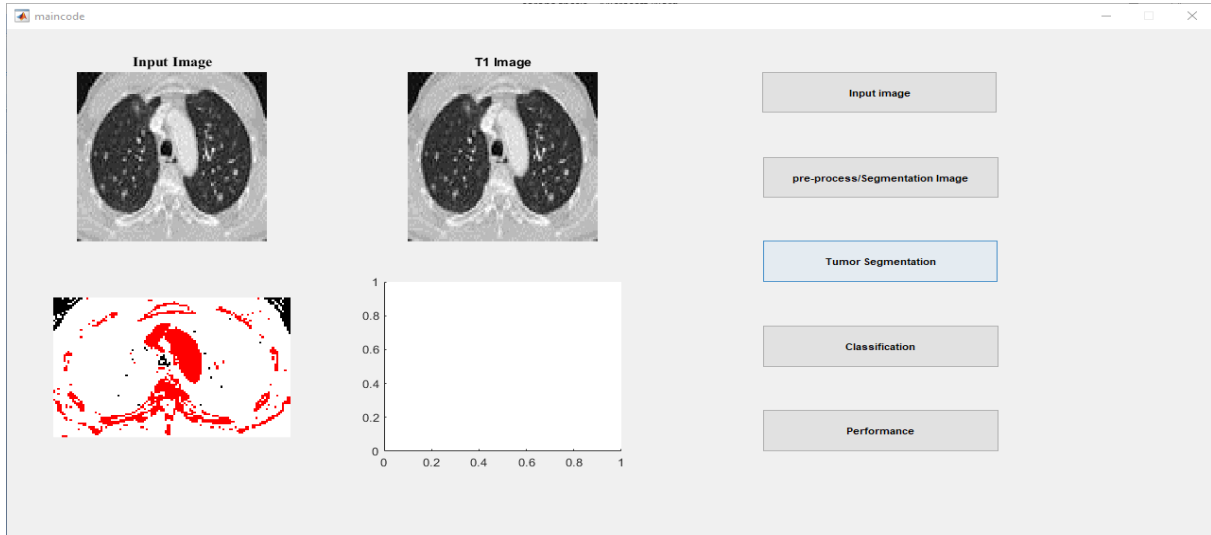 maincode
Input Image
T1 Image
Input image
pre-process/Segmentation Image
Tumor Segmentation
Classification
Performance
1
0.8
0.6
0.4
0.2
0
0 0.2 0.4 0.6 0.8 1